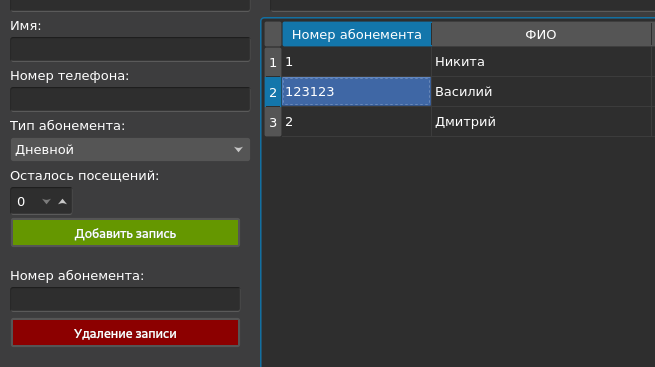 Имя:
Номер телефона:
Тип абонемента:
Дневной
Осталось посещений:
0
Добавить запись
Номер абонемента:
Удаление записи
Номер абонемента ФИО
1 1 Никита
2 123123 Василий
3 2 Дмитрий